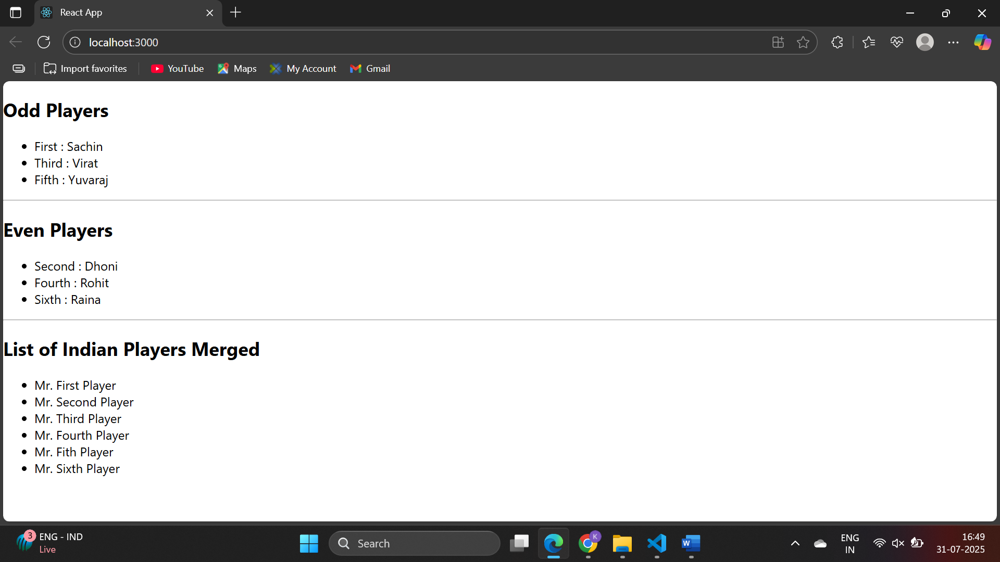 React App
localhost:3000
Import favorites
YouTube
Maps
My Account
Gmail
Odd Players
First : Sachin
Third : Virat
Fifth : Yuvaraj
Even Players
Second : Dhoni
Fourth : Rohit
Sixth : Raina
List of Indian Players Merged
Mr. First Player
Mr. Second Player
Mr. Third Player
Mr. Fourth Player
Mr. Fith Player
Mr. Sixth Player
3
ENG - IND
Live
Search
K
W
ENG
IN
16:49
31-07-2025